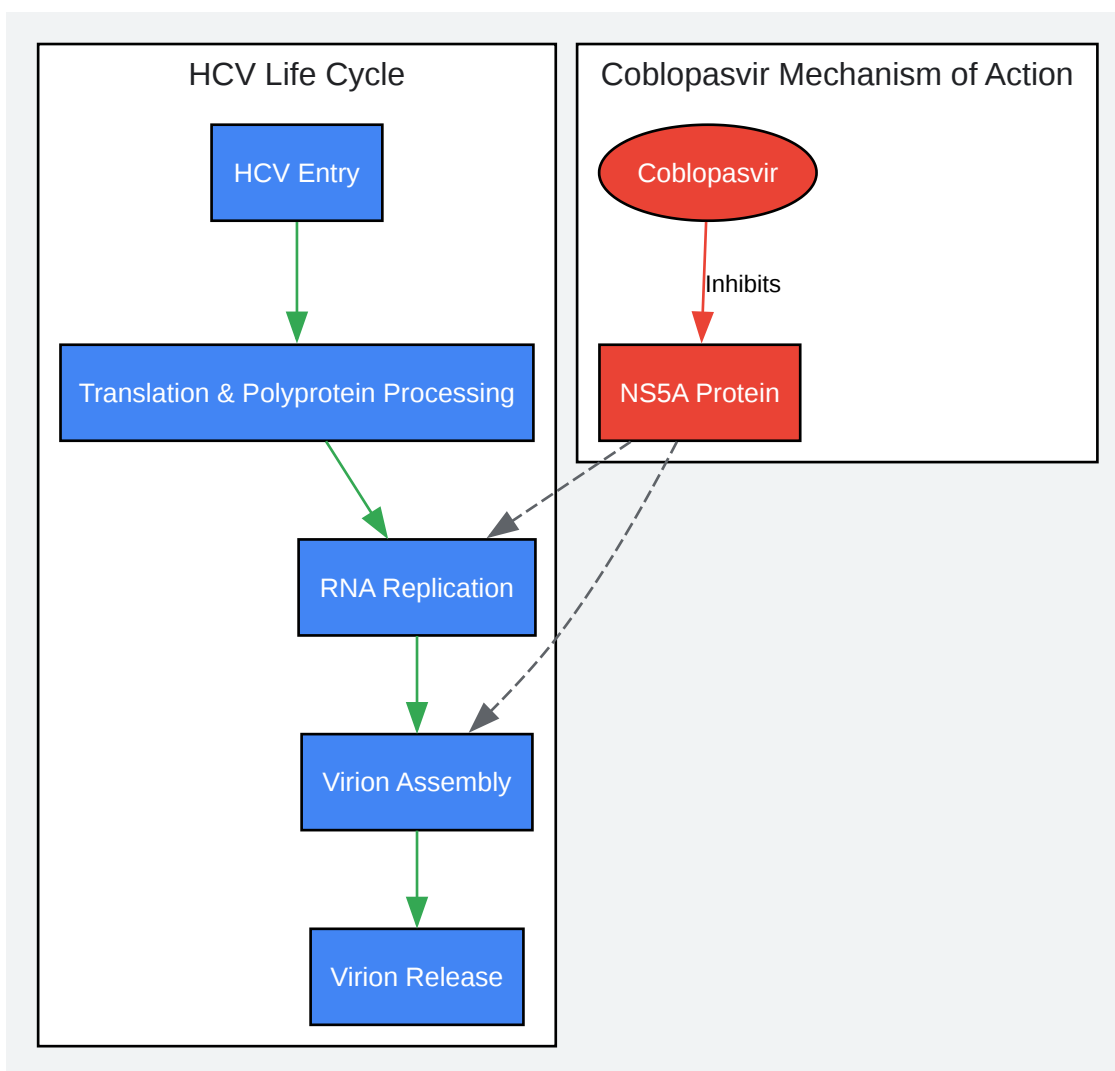 HCV Life Cycle
HCV Entry
Translation & Polyprotein Processing
RNA Replication
Virion Assembly
Virion Release
Coblopasvir Mechanism of Action
Coblopasvir
Inhibits
NS5A Protein